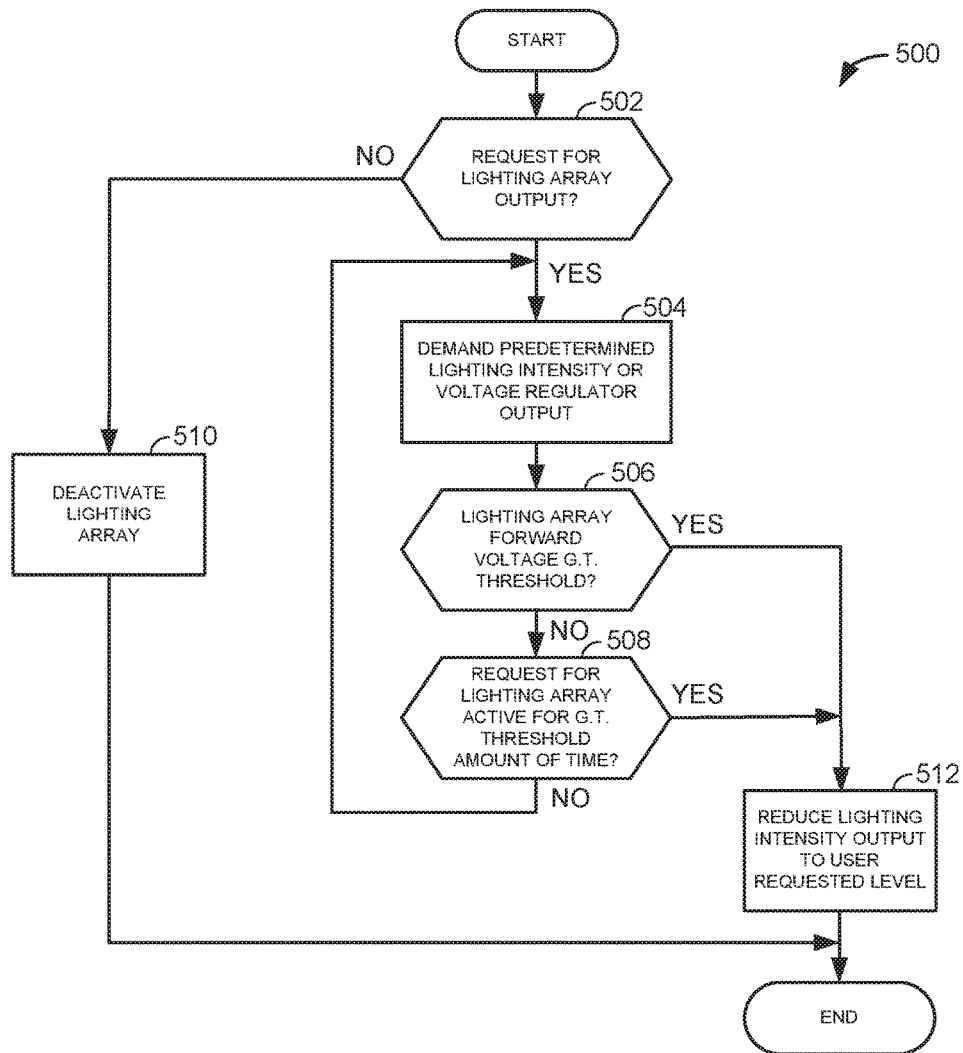 START
500
502
REQUEST FOR
LIGHTING ARRAY
OUTPUT?
NO
YES
504
DEMAND PREDETERMINED
LIGHTING INTENSITY OR
VOLTAGE REGULATOR
OUTPUT
510
DEACTIVATE
LIGHTING
ARRAY
506
LIGHTING ARRAY
FORWARD
VOLTAGE G.T.
THRESHOLD?
YES
NO
508
REQUEST FOR
LIGHTING ARRAY
ACTIVE FOR G.T.
THRESHOLD
AMOUNT OF TIME?
YES
NO
512
REDUCE LIGHTING
INTENSITY OUTPUT
TO USER
REQUESTED LEVEL
END